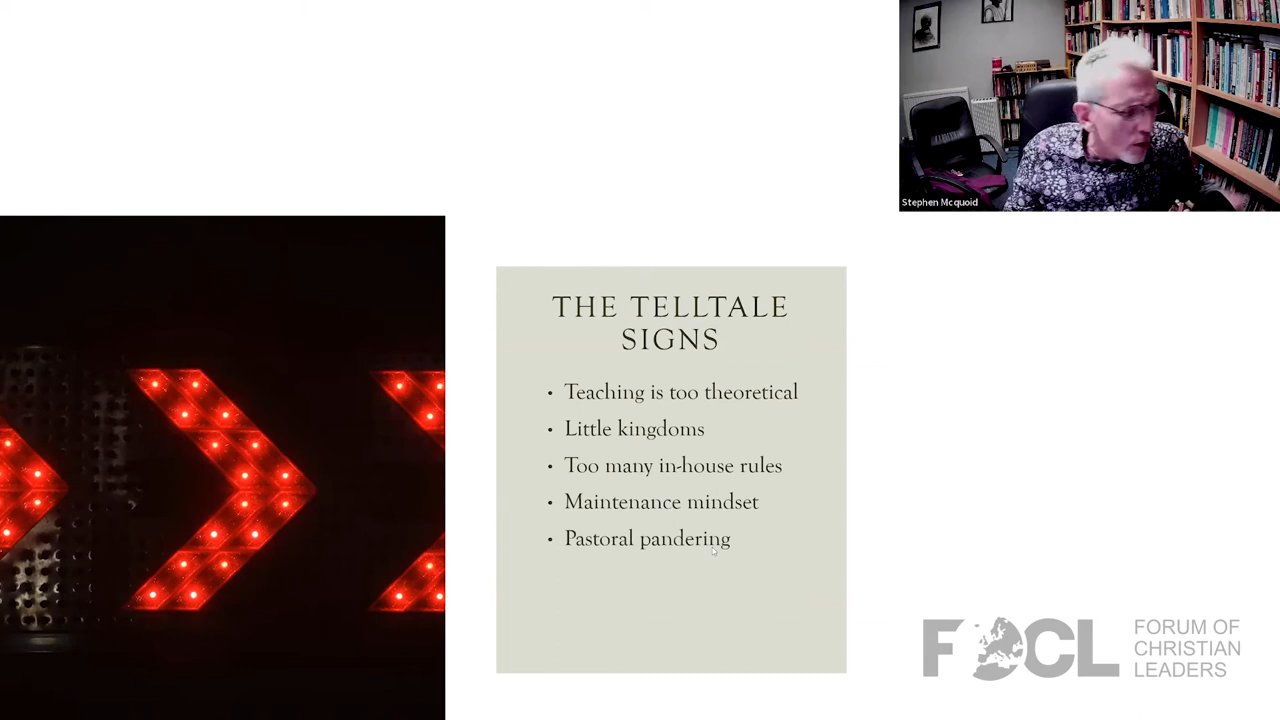 Stephen Mcquoid
THE TELLTALE
SIGNS
• Teaching is too theoretical
• Little kingdoms
• Too many in-house rules
• Maintenance mindset
• Pastoral pandering
FOCL
FORUM OF
CHRISTIAN
LEADERS